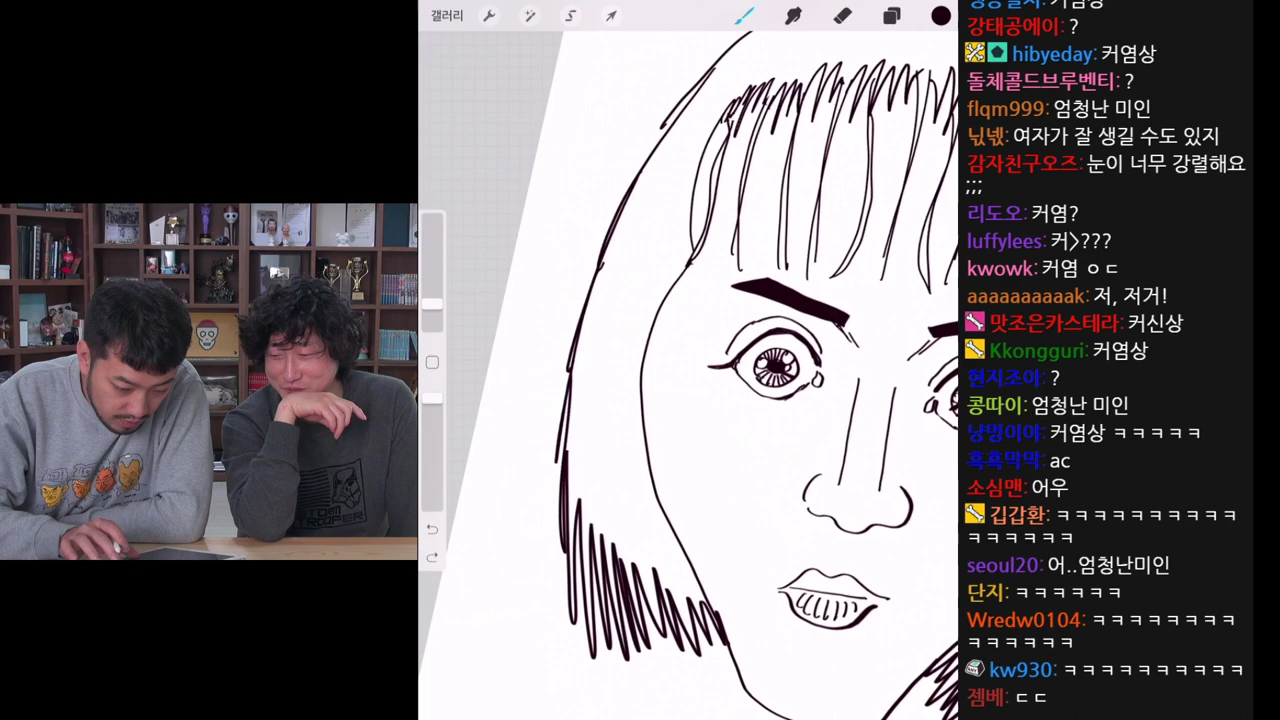 갤러리
강태공에이: ?
hibyeday: 커염상
돌체콜드브루벤티: ?
flqm999: 엄청난 미인
닋넧: 여자가 잘 생길 수도 있지
감자친구오즈: 눈이 너무 강렬해요
;;;
리도오: 커염?
luffylees: 커>???
kwowk: 커염 ㅇㄷ
aaaaaaaaaak: 저, 저거!
맛조은카스테라: 커신상
Kkongguri: 커염상
현지조아: ?
콩따이: 엄청난 미인
냥멍이야: 커염상 ㅋㅋㅋㅋㅋ
흑흑막막: ac
소심맨: 어우
김갑환: ㅋㅋㅋㅋㅋㅋㅋㅋㅋㅋ
ㅋㅋㅋㅋㅋㅋ
seoul20: 어..엄청난미인
단지: ㅋㅋㅋㅋㅋㅋ
Wredw0104: ㅋㅋㅋㅋㅋㅋㅋㅋ
ㅋㅋㅋㅋㅋㅋ
kw930: ㅋㅋㅋㅋㅋㅋㅋㅋㅋㅋ
젬베: ㄷㄷ